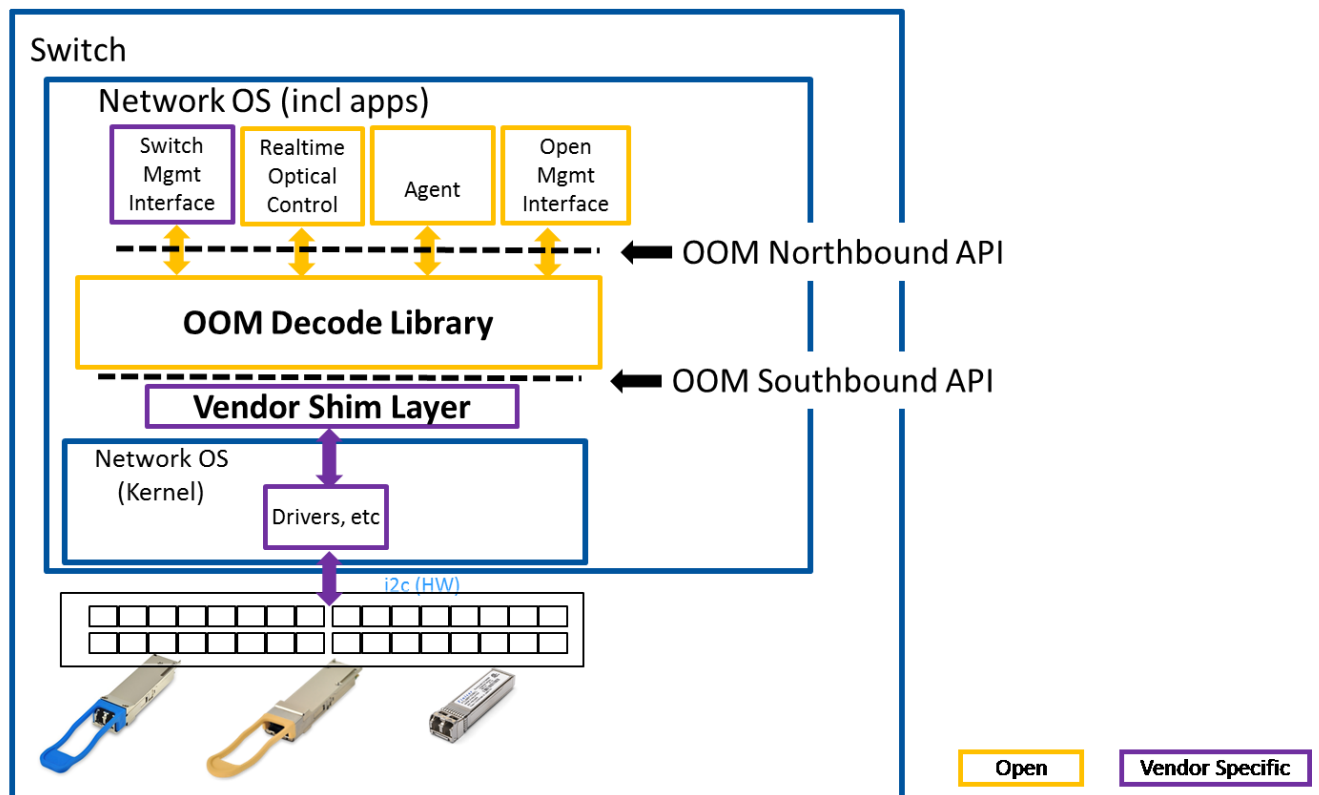 Switch
Network OS (incl apps)
Switch
Mgmt
Interface
Realtime
Optical
Control
Agent
Open
Mgmt
Interface
OOM Northbound API
OOM Decode Library
OOM Southbound API
Vendor Shim Layer
Network OS
(Kernel)
Drivers, etc
i2c (HW)
Open
Vendor Specific